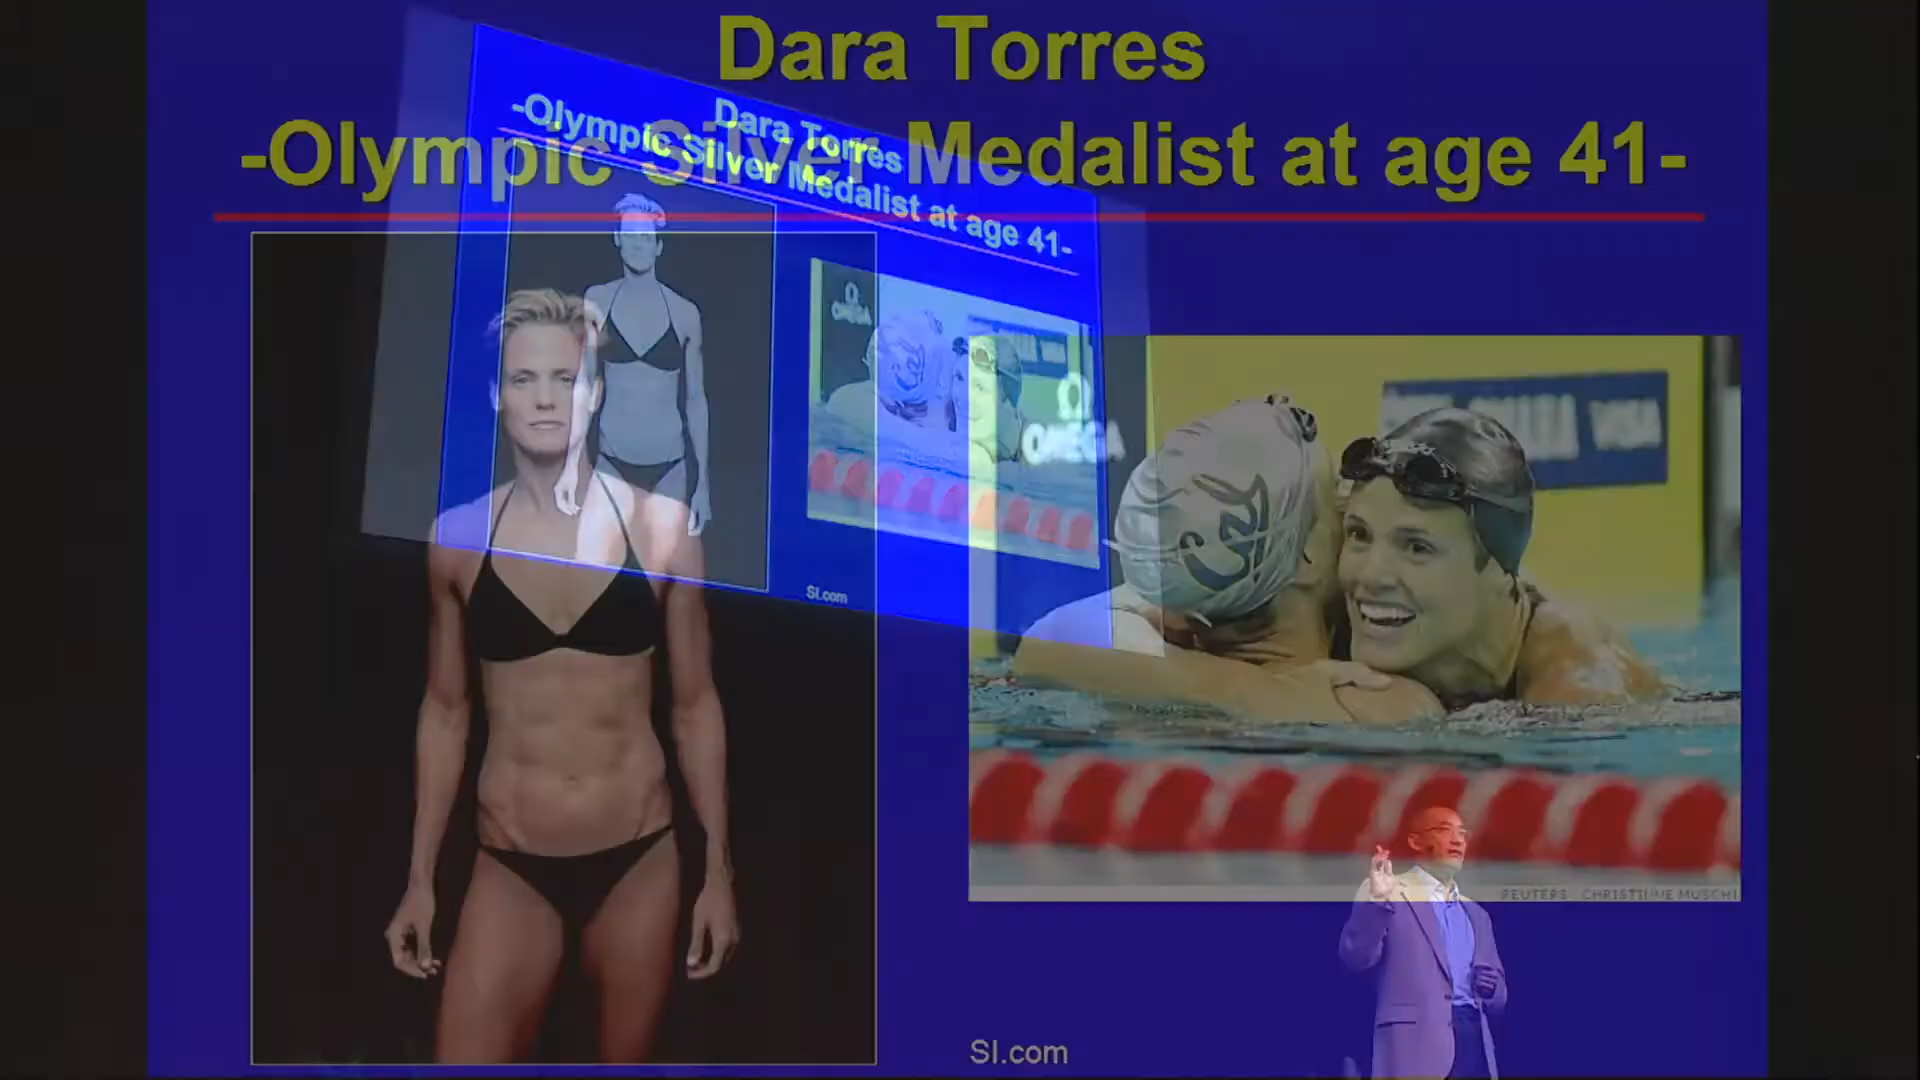 Dara Torres
-Olympic Silver Medalist at age 41-
Dara Torres
-Olympic Silver Medalist at age 41-
Ω
OMEGA
Ω
OMEGA
VISA
REUTERS CHRISTINNE MUSCHI
SI.com
SI.com